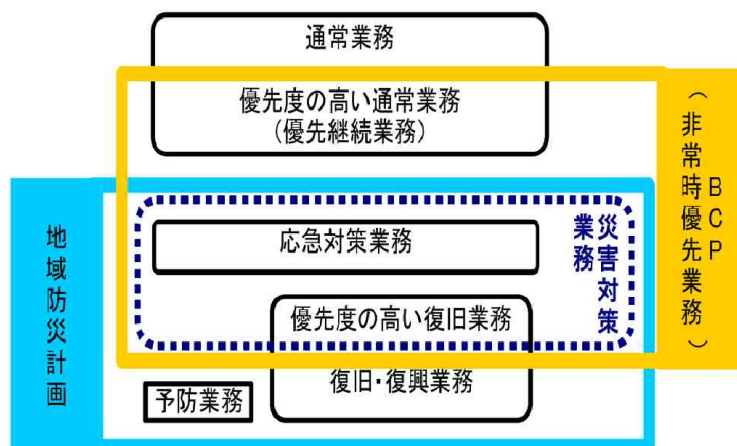 通常業務
優先度の高い通常業務
(優先継続業務)
BCP
(非常時優先業務)
地域防災計画
災害対策
業務
応急対策業務
優先度の高い復旧業務
復旧・復興業務
予防業務